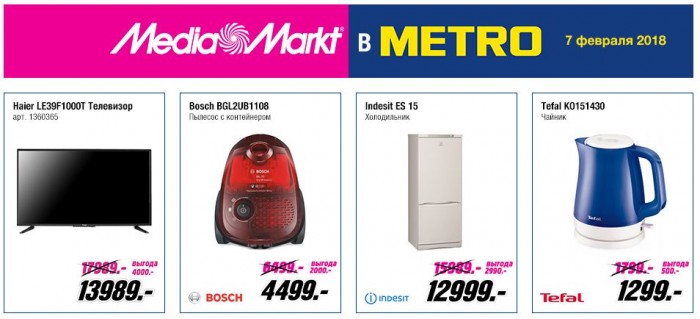 Media Markt В METRO 7 февраля 2018
Haier LE39F1000T Телевизор
арт. 1360365
17989.- выгода 4000.-
13989.-
Bosch BGL2UB1108
Пылесос с контейнером
BOSCH
6499.- выгода 2000.-
BOSCH 4499.-
Indesit ES 15
Холодильник
15989.- выгода 2990.-
INDESIT 12999.-
Tefal KO151430
Чайник
Tefal
1799.- выгода 500.-
Tefal 1299.-